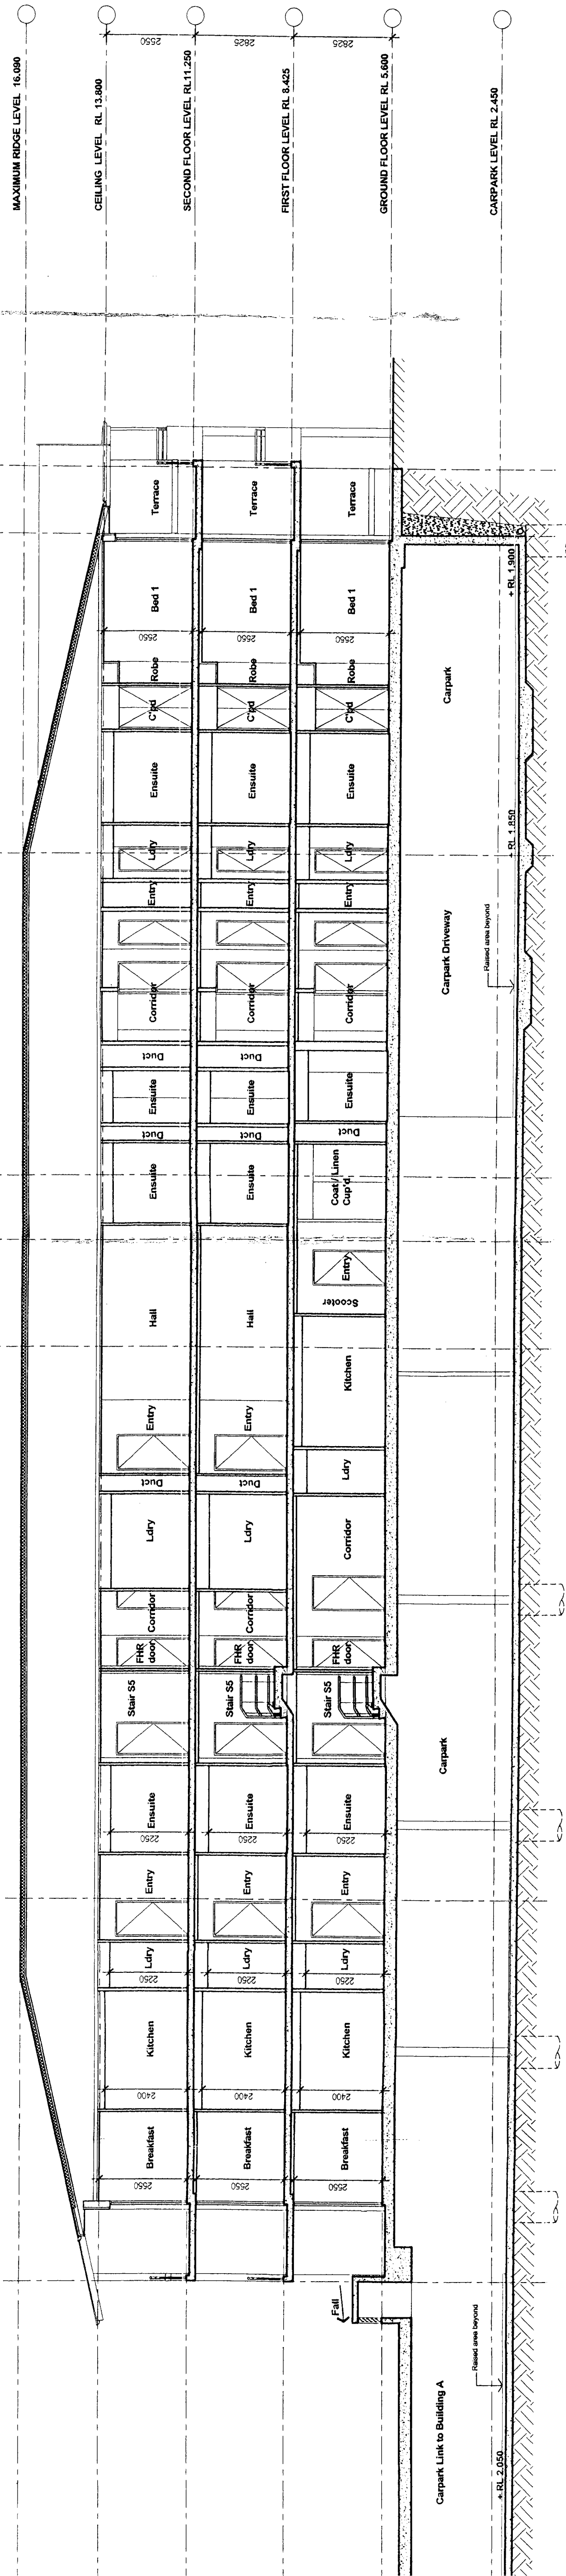 MAXIMUM RIDGE LEVEL 16.090
CEILING LEVEL RL 13.800
2550
SECOND FLOOR LEVEL RL11.250
2825
FIRST FLOOR LEVEL RL 8.425
2825
GROUND FLOOR LEVEL RL 5.600
CARPARK LEVEL RL 2.450
Breakfast
2550
Kitchen
2400
Ldry
2250
Entry
Ensuite
2250
Stair S5
FHR
door
Corridor
Ldry
Duct
Entry
Hall
Ensuite
Duct
Ensuite
Duct
Corridor
Entry
Ldry
Ensuite
C'pd
Robe
2550
Bed 1
Terrace
Breakfast
2550
Kitchen
2400
Ldry
2250
Entry
Ensuite
2250
Stair S5
FHR
door
Corridor
Ldry
Duct
Entry
Hall
Ensuite
Duct
Ensuite
Duct
Corridor
Entry
Ldry
Ensuite
C'pd
Robe
2550
Bed 1
Terrace
Fall
Breakfast
2550
Kitchen
2400
Ldry
2250
Entry
Ensuite
2250
Stair S5
FHR
door
Corridor
Ldry
Kitchen
Scooter
Entry
Coat / Linen
Cup'd
Duct
Ensuite
Corridor
Entry
Ldry
Ensuite
C'pd
Robe
2550
Bed 1
Terrace
Carpark Link to Building A
Raised area beyond
+ RL 2.050
Carpark
Carpark Driveway
Raised area beyond
+ RL 1.850
Carpark
+ RL 1.900